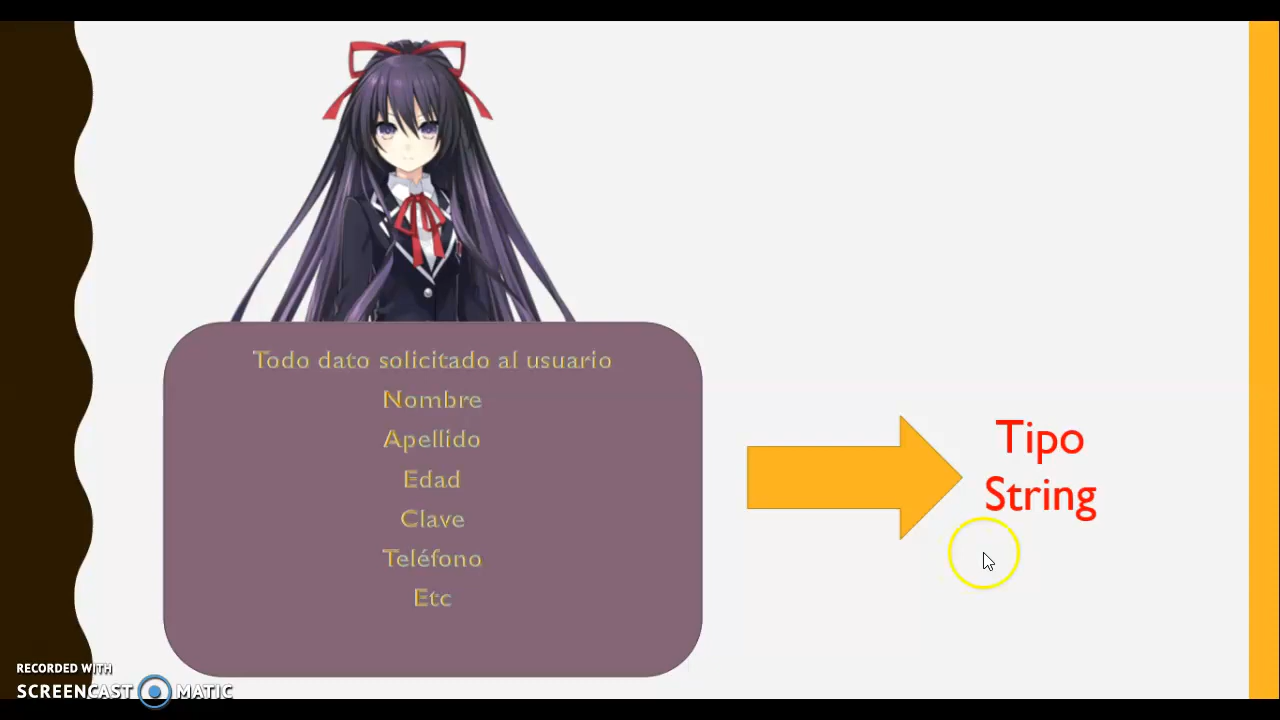 Todo dato solicitado al usuario
Nombre
Apellido
Edad
Clave
Teléfono
Etc
Tipo
String
RECORDED WITH
SCREENCAST MATIC